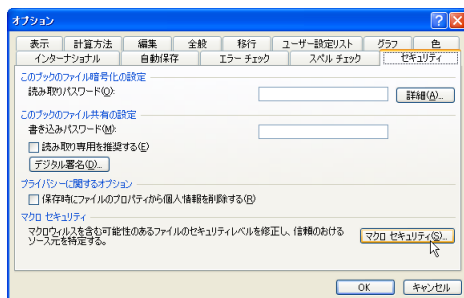 オプション
表示 計算方法 編集 全般 移行 ユーザー設定リスト グラフ 色
インターナショナル 自動保存 エラー チェック スペル チェック セキュリティ
このブックのファイル暗号化の設定
読み取りパスワード(O):
詳細(A)...
このブックのファイル共有の設定
書き込みパスワード(M):
読み取り専用を推奨する(E)
デジタル署名(D)...
プライバシーに関するオプション
保存時にファイルのプロパティから個人情報を削除する(R)
マクロ セキュリティ
マクロウィルスを含む可能性のあるファイルのセキュリティレベルを修正し、信頼のおける
ソース元を特定する。
マクロ セキュリティ(S)...
OK キャンセル